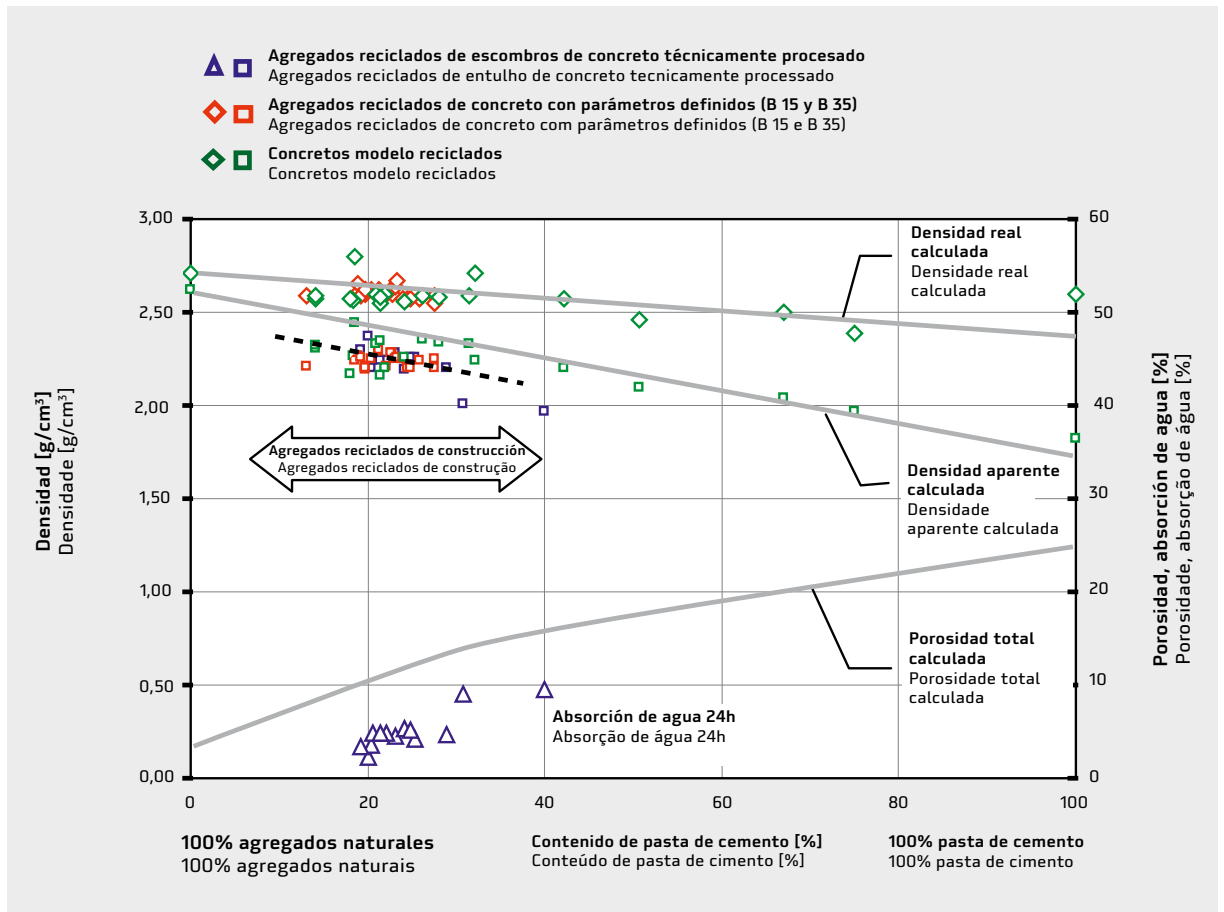 Agregados reciclados de escombros de concreto técnicamente procesado
Agregados reciclados de entulho de concreto tecnicamente processado
Agregados reciclados de concreto con parámetros definidos (B 15 y B 35)
Agregados reciclados de concreto com parâmetros definidos (B 15 e B 35)
Concretos modelo reciclados
Concretos modelo reciclados
3,00
2,50
2,00
1,50
1,00
0,50
0,00
Densidad [g/cm³]
Densidade [g/cm³]
60
50
40
30
20
10
0
Porosidad, absorción de agua [%]
Porosidade, absorção de água [%]
Densidad real
calculada
Densidade real
calculada
Agregados reciclados de construcción
Agregados reciclados de construção
Densidad aparente
calculada
Densidade
aparente calculada
Porosidad total
calculada
Porosidade total
calculada
Absorción de agua 24h
Absorção de água 24h
0
20
40
60
80
100
100% agregados naturales
100% agregados naturais
Contenido de pasta de cemento [%]
Conteúdo de pasta de cimento [%]
100% pasta de cemento
100% pasta de cimento